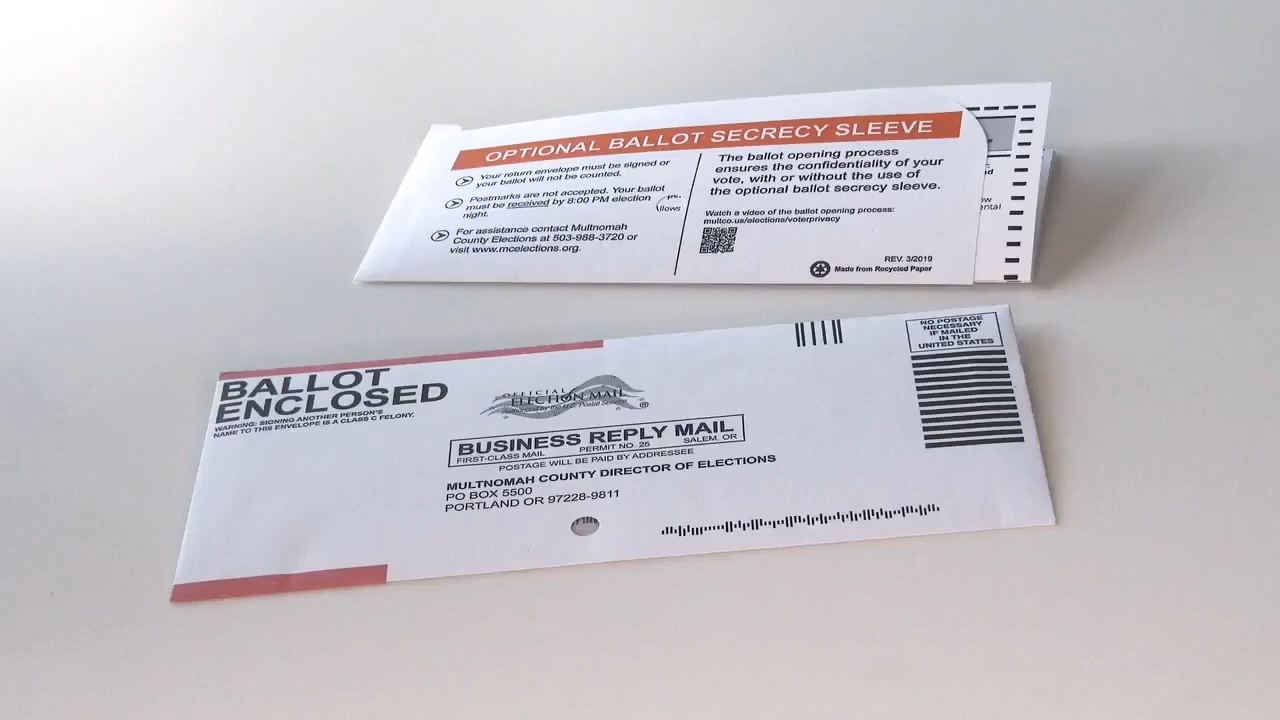 OPTIONAL BALLOT SECRECY SLEEVE
Your return envelope must be signed or
your ballot will not be counted.
Postmarks are not accepted. Your ballot
must be received by 8:00 PM election
night.
For assistance contact Multnomah
County Elections at 503-988-3720 or
visit www.mcelections.org.
llows
The ballot opening process
ensures the confidentiality of your
vote, with or without the use of
the optional ballot secrecy sleeve.
Watch a video of the ballot opening process:
multco.us/elections/voterprivacy
REV. 3/2019
Made from Recycled Paper
BALLOT
ENCLOSED
WARNING: SIGNING ANOTHER PERSON'S
NAME TO THIS ENVELOPE IS A CLASS C FELONY.
OFFICIAL
ELECTION MAIL
Authorized by the U.S. Postal Service
®
BUSINESS REPLY MAIL
FIRST-CLASS MAIL PERMIT NO. 25 SALEM, OR
POSTAGE WILL BE PAID BY ADDRESSEE
MULTNOMAH COUNTY DIRECTOR OF ELECTIONS
PO BOX 5500
PORTLAND OR 97228-9811
NO POSTAGE
NECESSARY
IF MAILED
IN THE
UNITED STATES